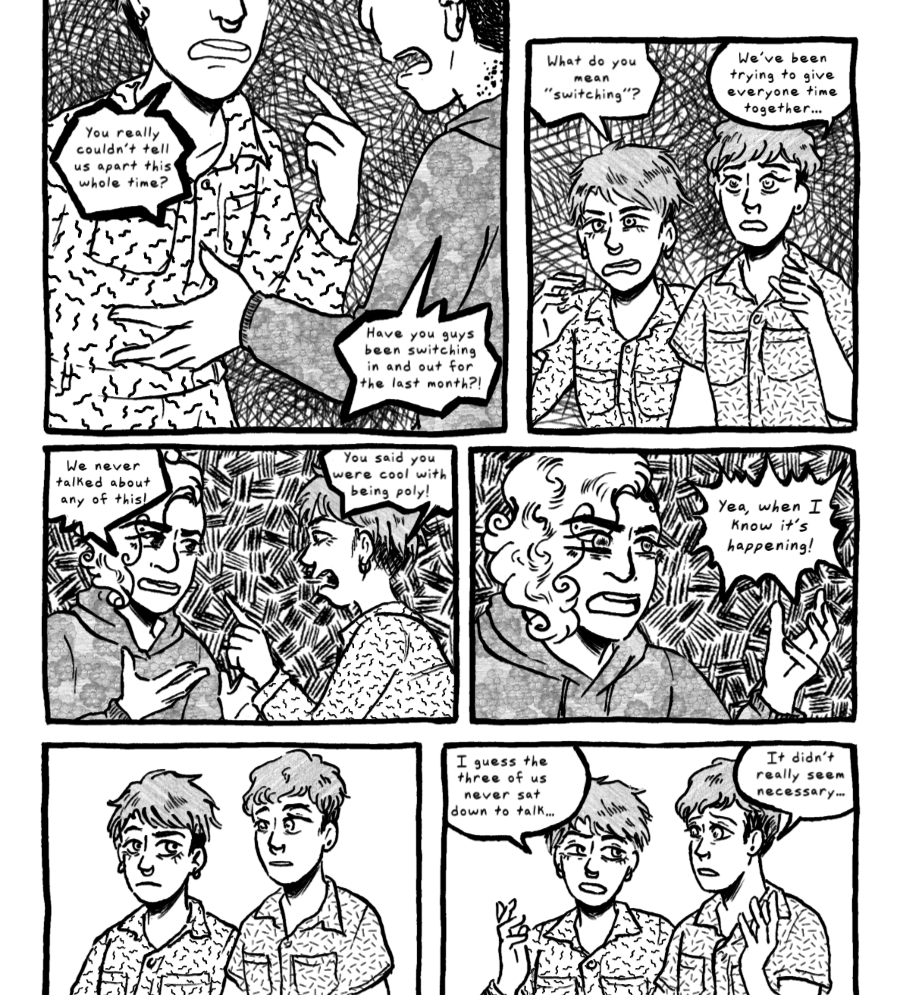 You really
couldn't tell
us apart this
whole time?
Have you guys
been switching
in and out for
the last month?!
What do you
mean
"switching"?
We've been
trying to give
everyone time
together...
We never
talked about
any of this!
You said you
were cool with
being poly!
Yea, when I
know it's
happening!
I guess the
three of us
never sat
down to talk...
It didn't
really seem
necessary...